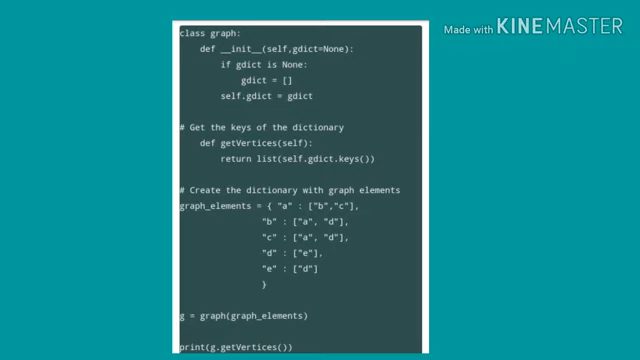 Made with KINEMASTER
class graph:
def __init__(self,gdict=None):
if gdict is None:
gdict = []
self.gdict = gdict
# Get the keys of the dictionary
def getVertices(self):
return list(self.gdict.keys())
# Create the dictionary with graph elements
graph_elements = { "a" : ["b","c"],
"b" : ["a", "d"],
"c" : ["a", "d"],
"d" : ["e"],
"e" : ["d"]
}
g = graph(graph_elements)
print(g.getVertices())